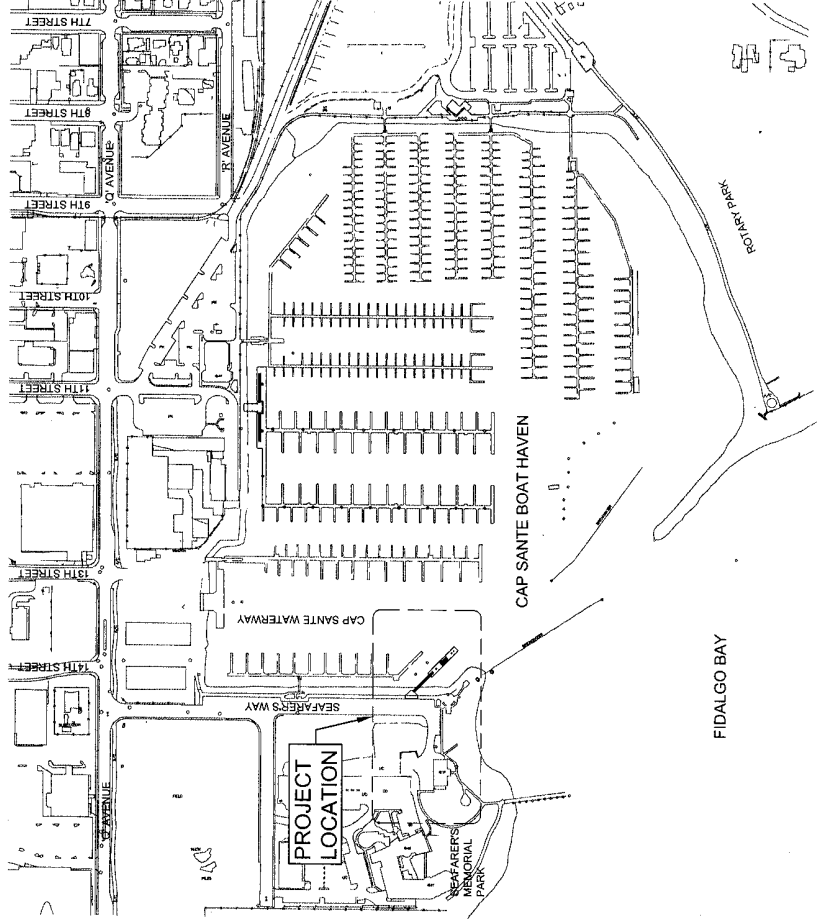 7TH STREET
8TH STREET
9TH STREET
10TH STREET
11TH STREET
13TH STREET
14TH STREET
'Q' AVENUE
'R' AVENUE
'Q' AVENUE
ROTARY PARK
CAP SANTE BOAT HAVEN
CAP SANTE WATERWAY
SEAFARER'S WAY
PROJECT
LOCATION
SEAFARER'S
MEMORIAL
PARK
FIDALGO BAY
FIELD